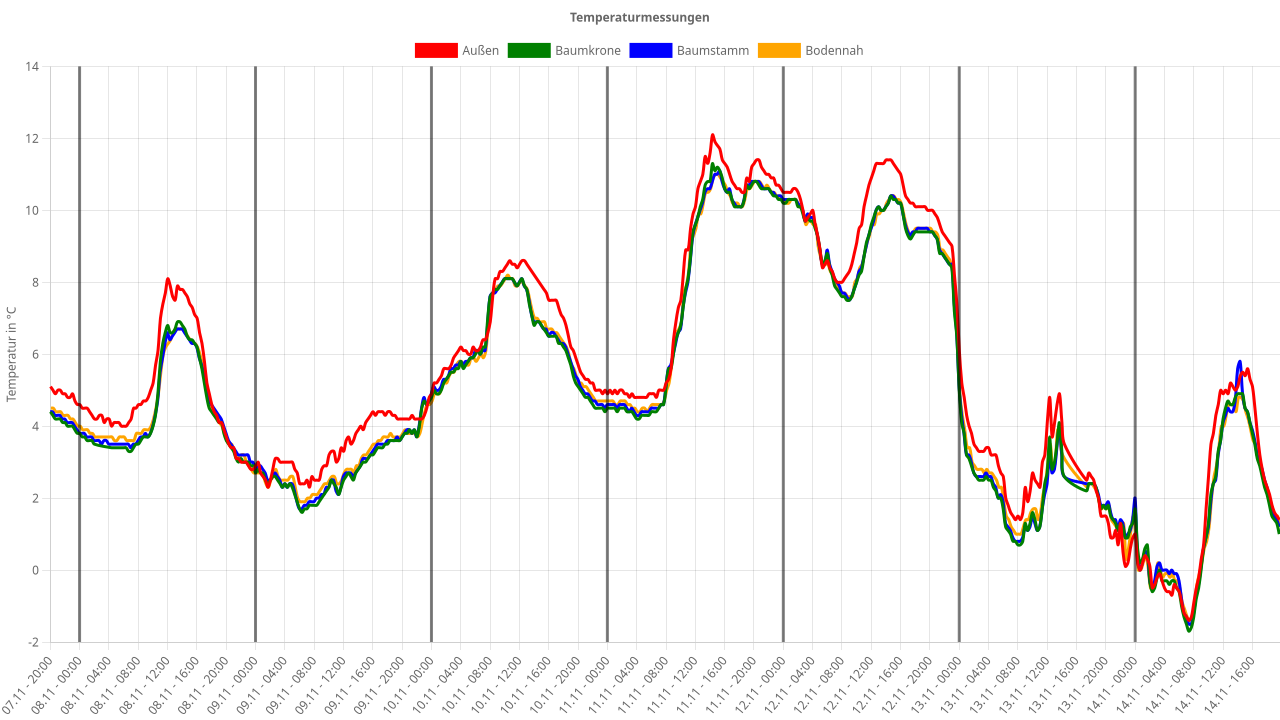 Temperaturmessungen
Außen Baumkrone Baumstamm Bodennah
Temperatur in °C
14
12
10
8
6
4
2
0
-2
07.11 - 20:00
08.11 - 00:00
08.11 - 04:00
08.11 - 08:00
08.11 - 12:00
08.11 - 16:00
08.11 - 20:00
09.11 - 00:00
09.11 - 04:00
09.11 - 08:00
09.11 - 12:00
09.11 - 16:00
09.11 - 20:00
10.11 - 00:00
10.11 - 04:00
10.11 - 08:00
10.11 - 12:00
10.11 - 16:00
10.11 - 20:00
11.11 - 00:00
11.11 - 04:00
11.11 - 08:00
11.11 - 12:00
11.11 - 16:00
11.11 - 20:00
12.11 - 00:00
12.11 - 04:00
12.11 - 08:00
12.11 - 12:00
12.11 - 16:00
12.11 - 20:00
13.11 - 00:00
13.11 - 04:00
13.11 - 08:00
13.11 - 12:00
13.11 - 16:00
13.11 - 20:00
14.11 - 00:00
14.11 - 04:00
14.11 - 08:00
14.11 - 12:00
14.11 - 16:00